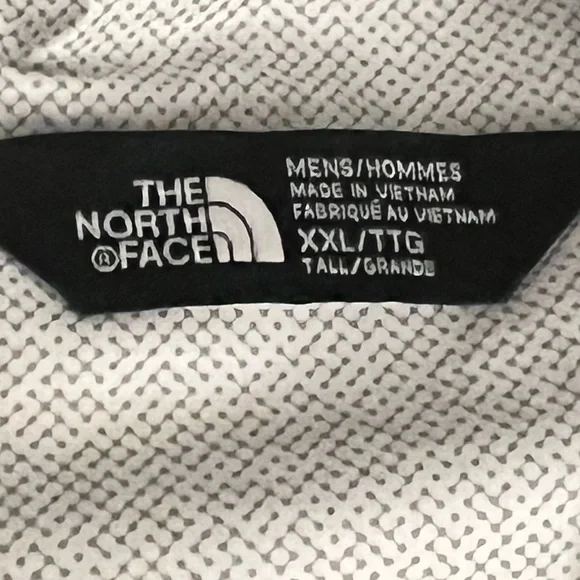 THE
NORTH
®FACE
MENS/HOMMES
MADE IN VIETNAM
FABRIQUÉ AU VIETNAM
XXL/TTG
TALL/GRANDE